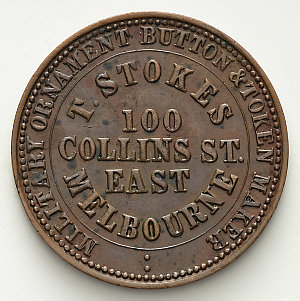 MILITARY ORNAMENT BUTTON & TOKEN MAKER
T. STOKES
100
COLLINS ST.
EAST
MELBOURNE